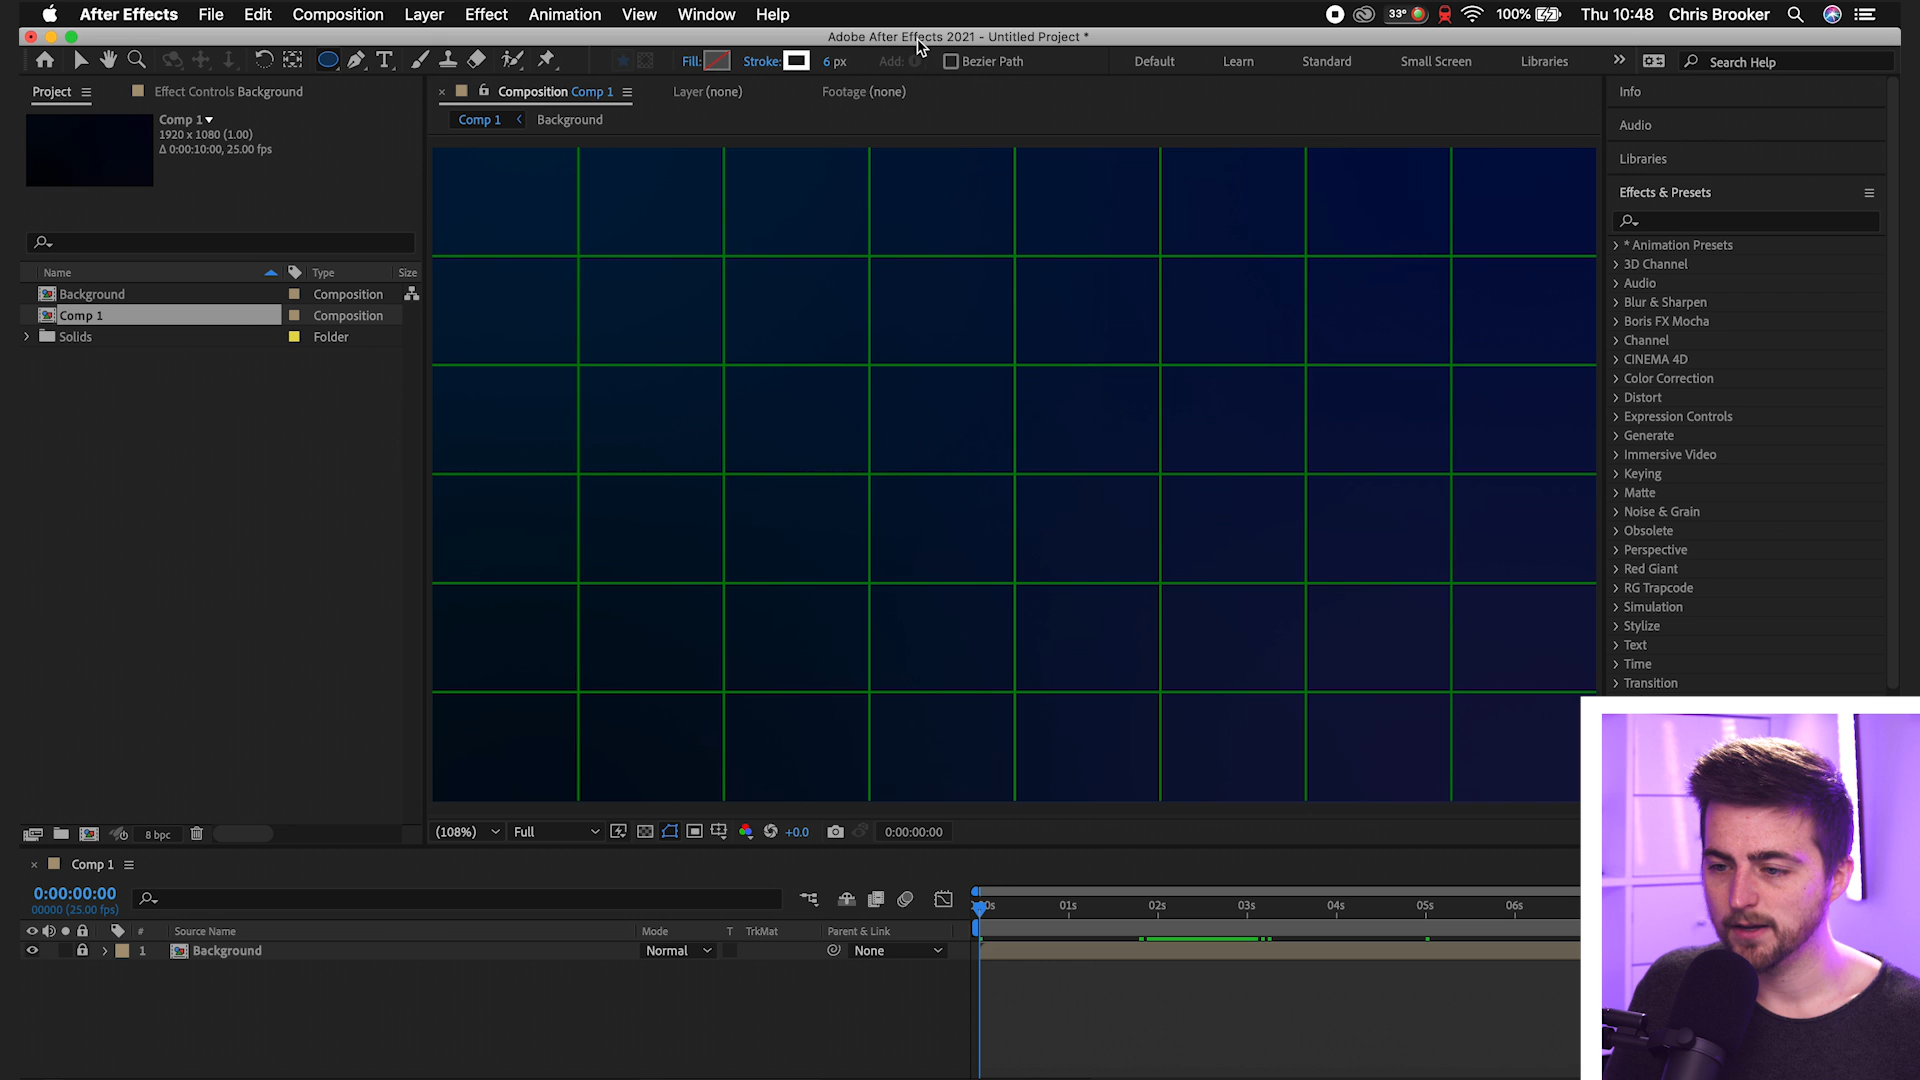 After Effects File Edit Composition Layer Effect Animation View Window Help 33° 100% Thu 10:48 Chris Brooker
Adobe After Effects 2021 - Untitled Project *
Fill: Stroke: 6 px Add: Bezier Path Default Learn Standard Small Screen Libraries Search Help
Project Effect Controls Background Composition Comp 1 Layer (none) Footage (none) Info
Comp 1 1920 x 1080 (1.00)
Δ 0:00:10:00, 25.00 fps
Comp 1 Background
Audio
Libraries
Effects & Presets
* Animation Presets
3D Channel
Audio
Blur & Sharpen
Boris FX Mocha
Channel
CINEMA 4D
Color Correction
Distort
Expression Controls
Generate
Immersive Video
Keying
Matte
Noise & Grain
Obsolete
Perspective
Red Giant
RG Trapcode
Simulation
Stylize
Text
Time
Transition
Name Type Size
Background Composition
Comp 1 Composition
Solids Folder
8 bpc (108%) Full +0.0 0:00:00:00
Comp 1
0:00:00:00
00000 (25.00 fps)
01s 02s 03s 04s 05s 06s
# Source Name Mode T TrkMat Parent & Link
1 Background Normal None